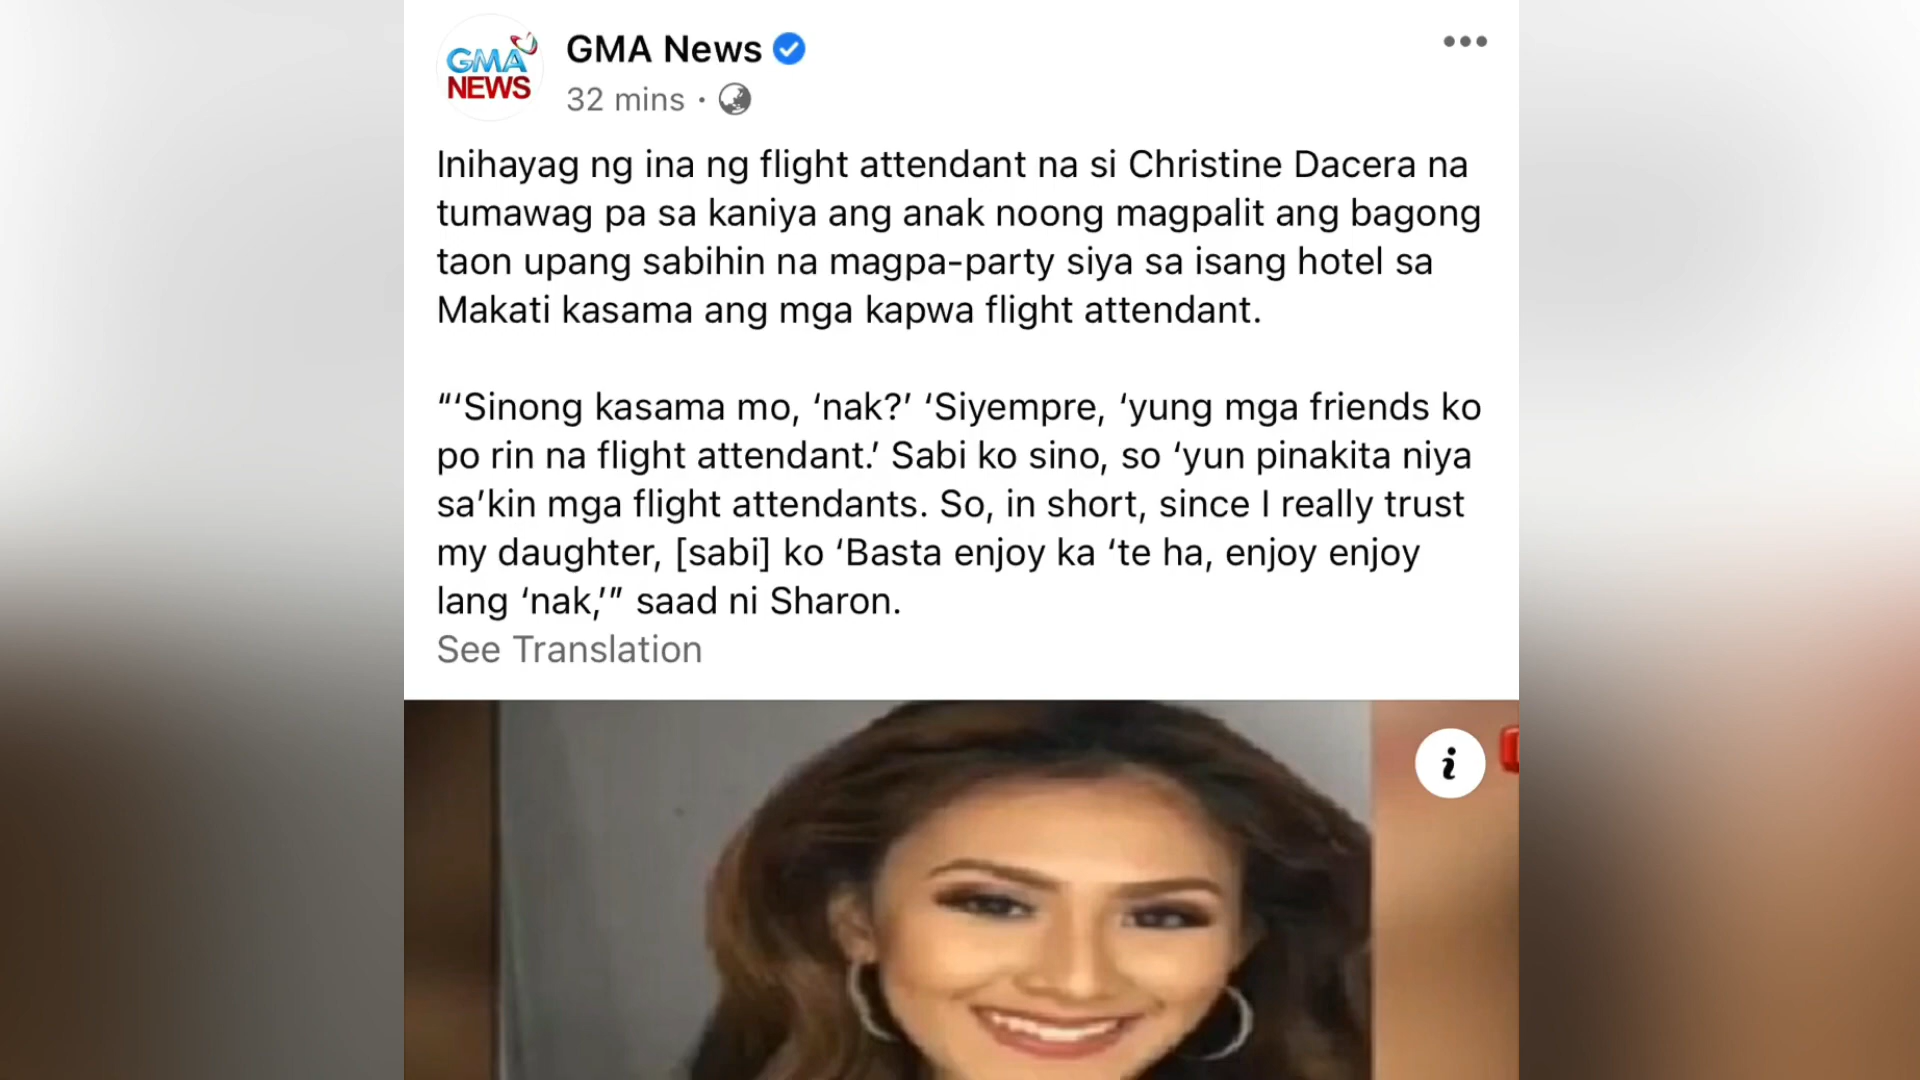 GMA
NEWS
GMA News
32 mins ·
Inihayag ng ina ng flight attendant na si Christine Dacera na
tumawag pa sa kaniya ang anak noong magpalit ang bagong
taon upang sabihin na magpa-party siya sa isang hotel sa
Makati kasama ang mga kapwa flight attendant.
“‘Sinong kasama mo, ‘nak?’ ‘Siyempre, ‘yung mga friends ko
po rin na flight attendant.’ Sabi ko sino, so ‘yun pinakita niya
sa’kin mga flight attendants. So, in short, since I really trust
my daughter, [sabi] ko ‘Basta enjoy ka ‘te ha, enjoy enjoy
lang ‘nak,’” saad ni Sharon.
See Translation
i